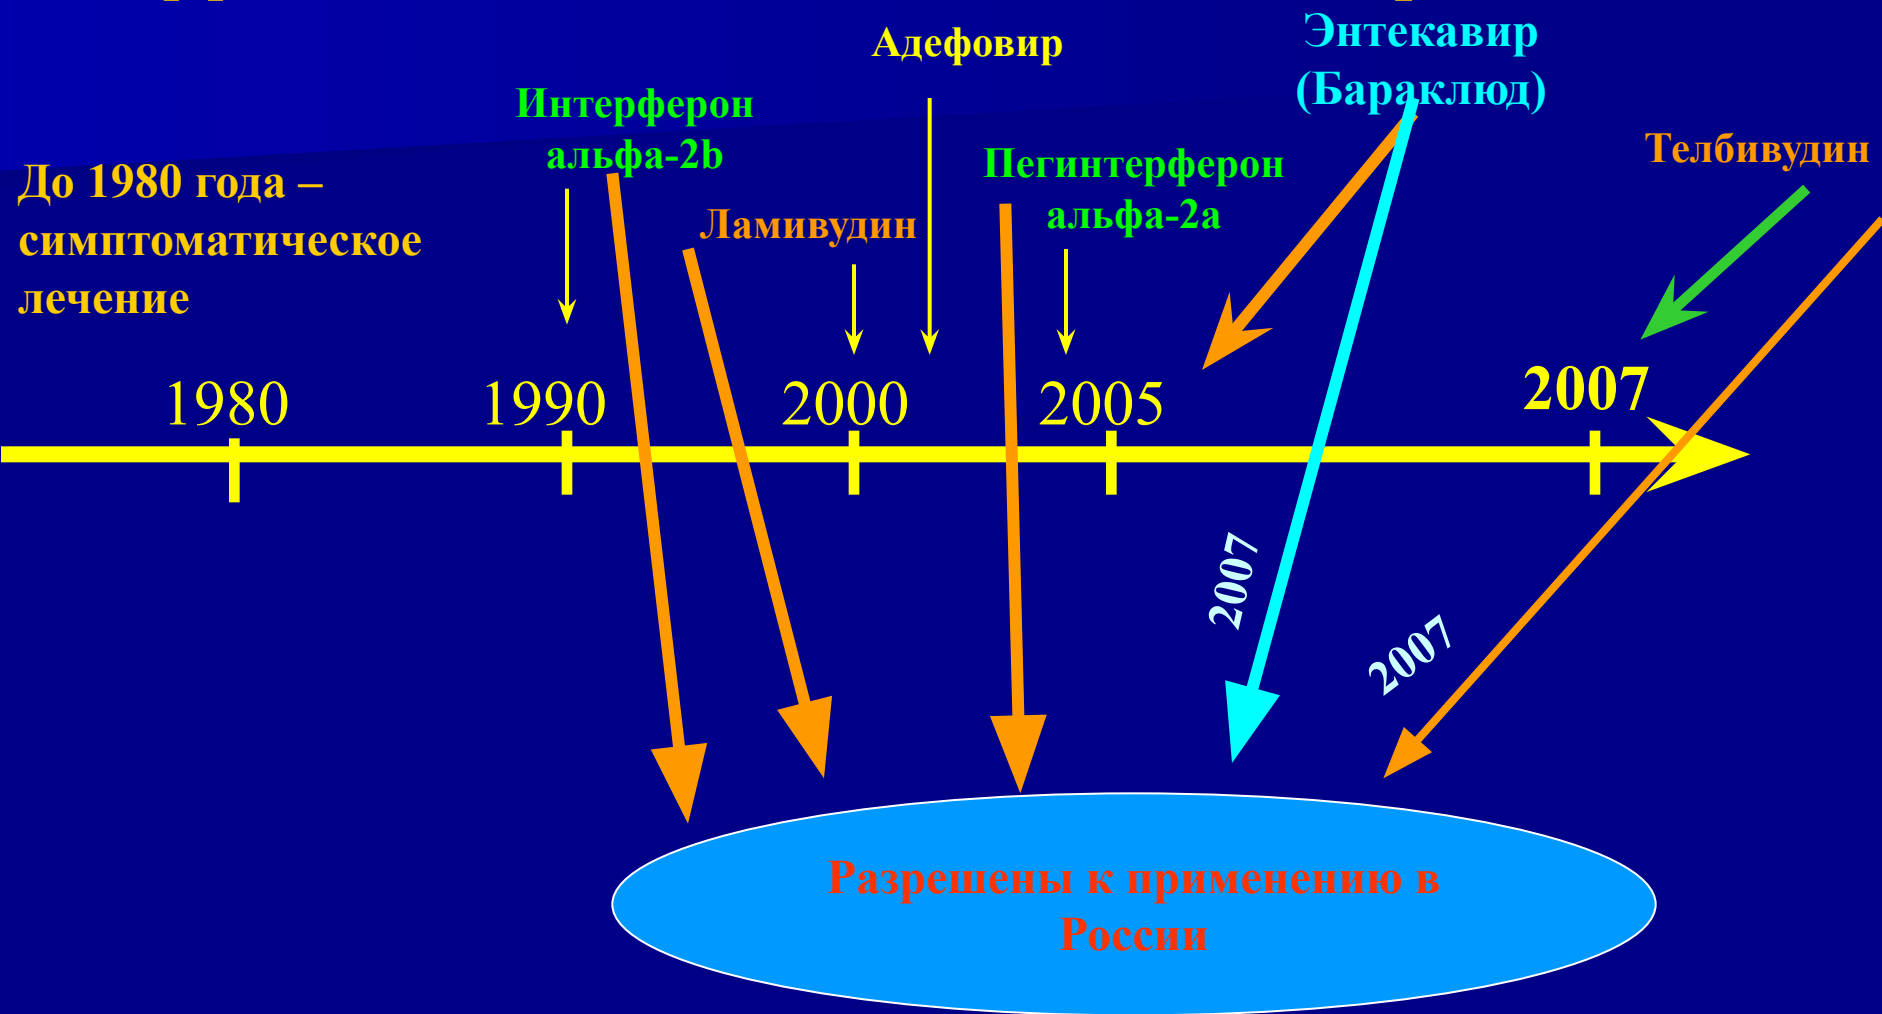 Адефовир
Энтекавир
(Бараклюд)
Интерферон
альфа-2b
Пегинтерферон
альфа-2a
Телбивудин
До 1980 года –
симптоматическое
лечение
Ламивудин
1980
1990
2000
2005
2007
2007
2007
Разрешены к применению в
России